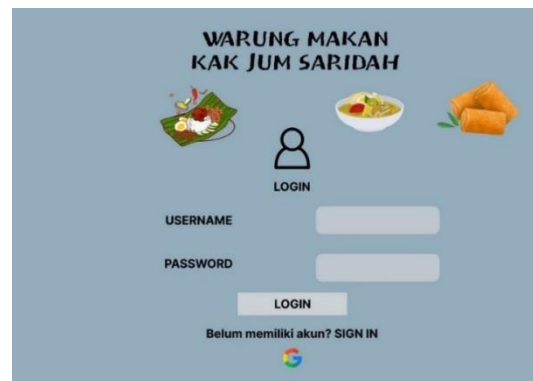 WARUNG MAKAN
KAK JUM SARIDAH
LOGIN
USERNAME
PASSWORD
LOGIN
Belum memiliki akun? SIGN IN